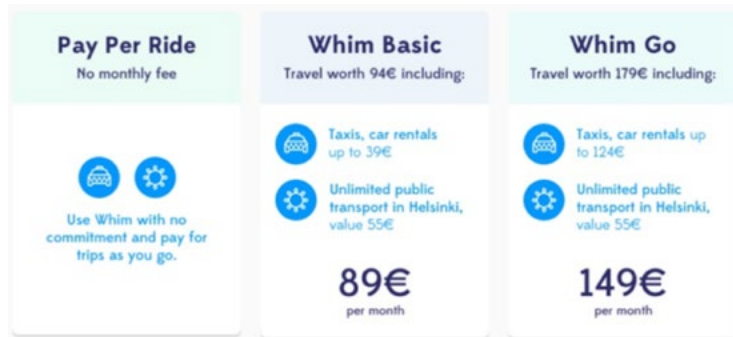 Pay Per Ride
No monthly fee
Use Whim with no
commitment and pay for
trips as you go.
Whim Basic
Travel worth 94€ including:
Taxis, car rentals
up to 39€
Unlimited public
transport in Helsinki,
value 55€
89€
per month
Whim Go
Travel worth 179€ including:
Taxis, car rentals up
to 124€
Unlimited public
transport in Helsinki,
value 55€
149€
per month